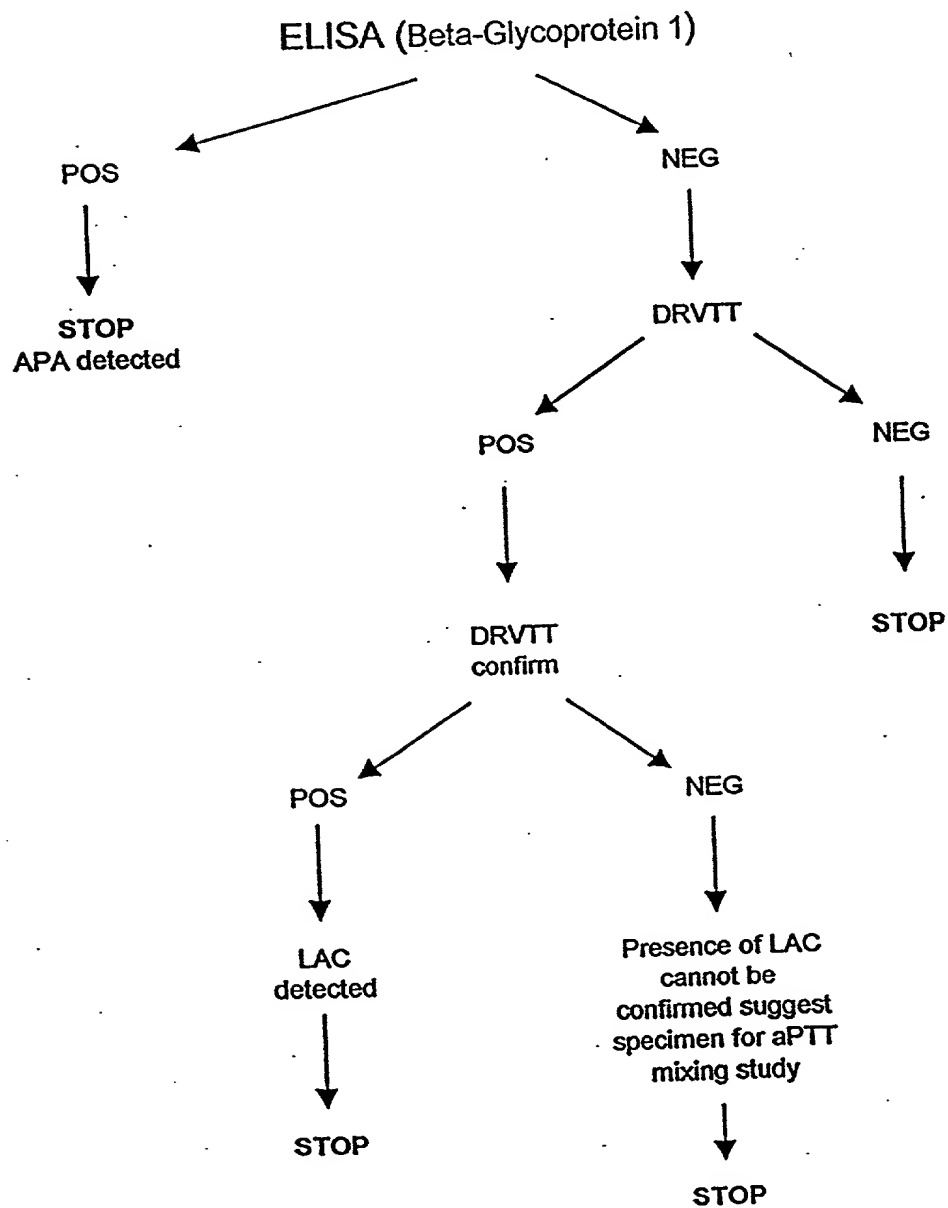 ELISA (Beta-Glycoprotein 1)
POS
NEG
STOP
APA detected
DRVTT
POS
NEG
DRVTT
confirm
STOP
POS
NEG
LAC
detected
Presence of LAC
cannot be
confirmed suggest
specimen for aPTT
mixing study
STOP
STOP